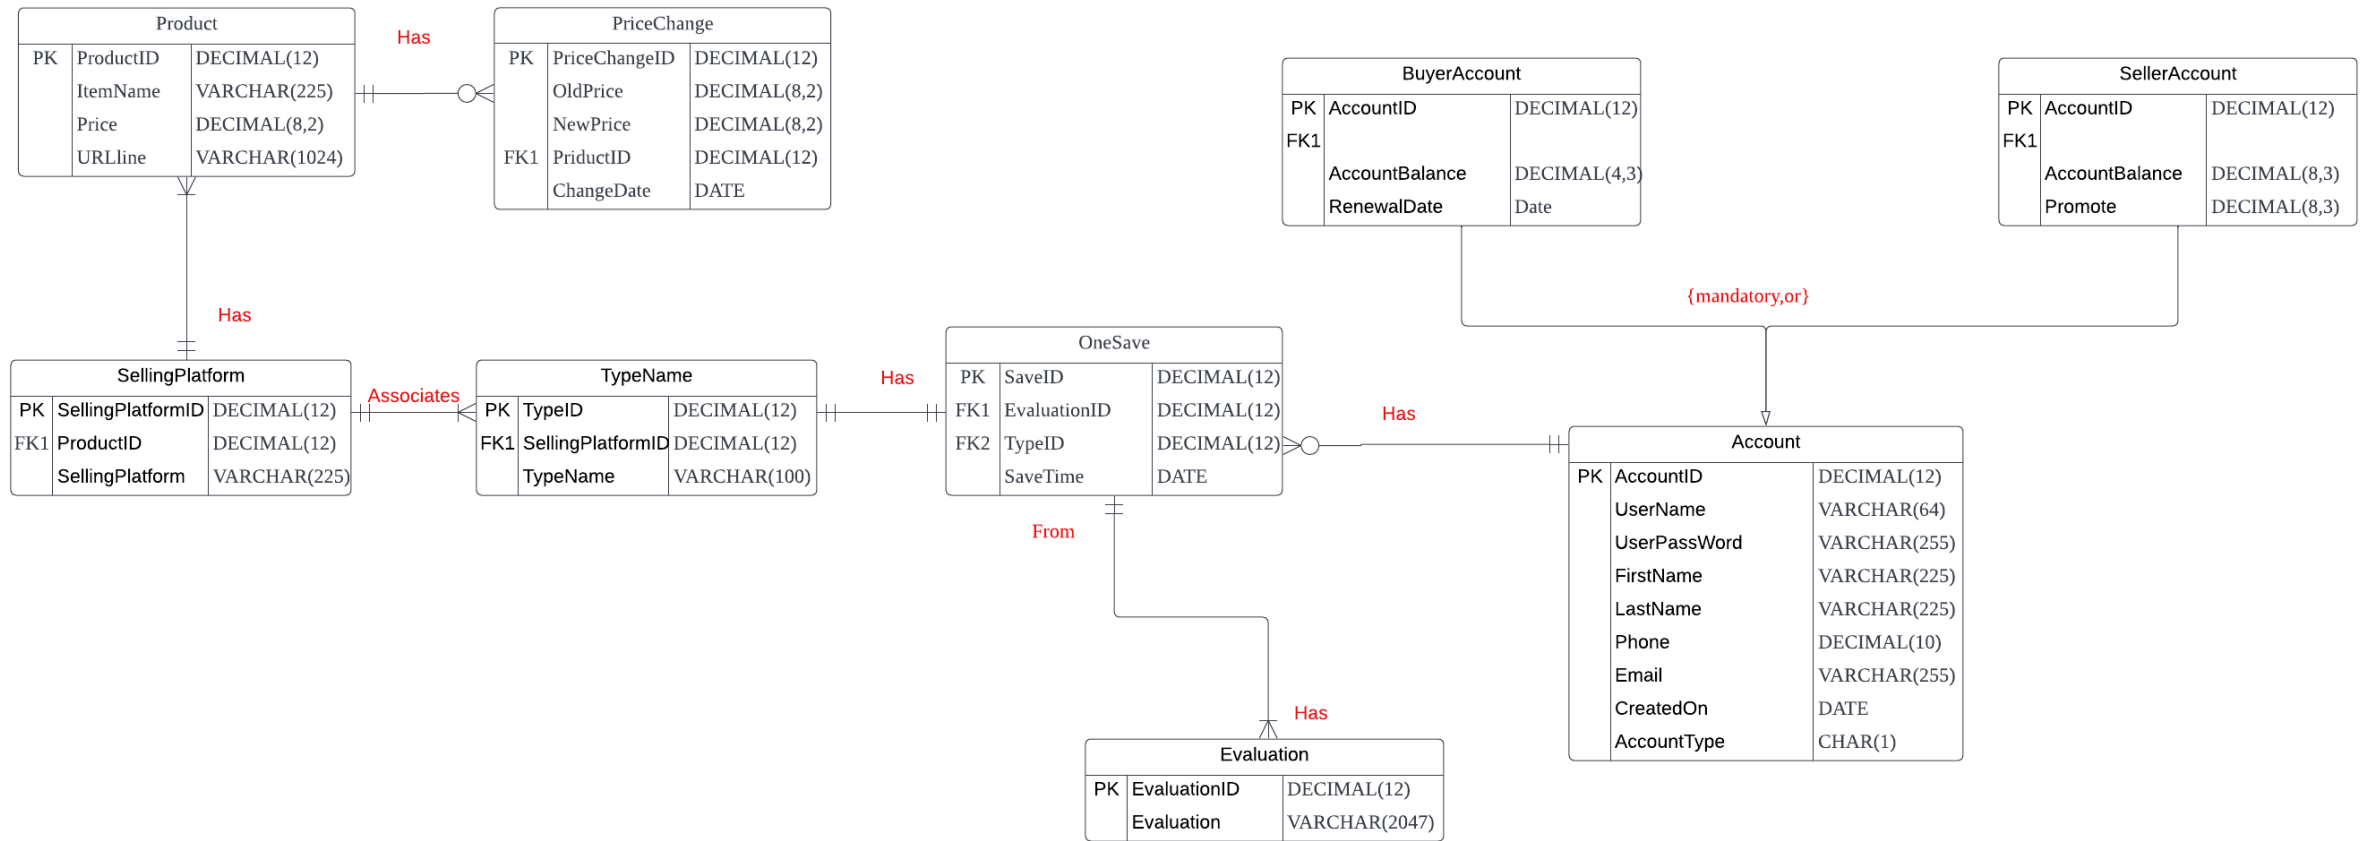 Product
PK ProductID DECIMAL(12)
ItemName VARCHAR(225)
Price DECIMAL(8,2)
URLline VARCHAR(1024)
Has
PriceChange
PK PriceChangeID DECIMAL(12)
OldPrice DECIMAL(8,2)
NewPrice DECIMAL(8,2)
FK1 PriductID DECIMAL(12)
ChangeDate DATE
BuyerAccount
PK AccountID DECIMAL(12)
FK1
AccountBalance DECIMAL(4,3)
RenewalDate Date
SellerAccount
PK AccountID DECIMAL(12)
FK1
AccountBalance DECIMAL(8,3)
Promote DECIMAL(8,3)
{mandatory,or}
Has
SellingPlatform
PK SellingPlatformID DECIMAL(12)
FK1 ProductID DECIMAL(12)
SellingPlatform VARCHAR(225)
Associates
TypeName
PK TypeID DECIMAL(12)
FK1 SellingPlatformID DECIMAL(12)
TypeName VARCHAR(100)
Has
OneSave
PK SaveID DECIMAL(12)
FK1 EvaluationID DECIMAL(12)
FK2 TypeID DECIMAL(12)
SaveTime DATE
Has
Account
PK AccountID DECIMAL(12)
UserName VARCHAR(64)
UserPassWord VARCHAR(255)
FirstName VARCHAR(225)
LastName VARCHAR(225)
Phone DECIMAL(10)
Email VARCHAR(255)
CreatedOn DATE
AccountType CHAR(1)
From
Has
Evaluation
PK EvaluationID DECIMAL(12)
Evaluation VARCHAR(2047)